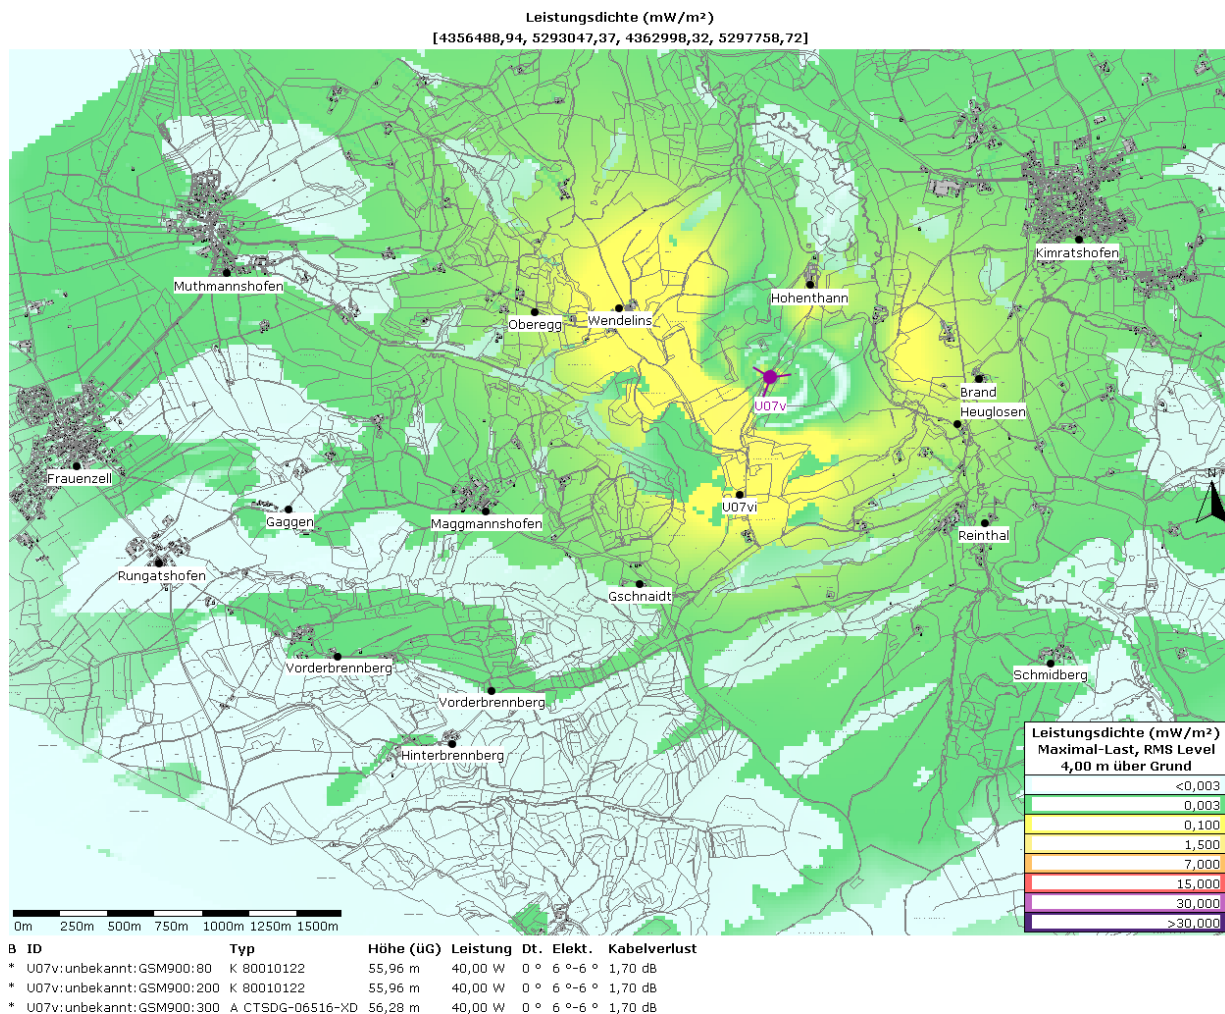 Leistungsdichte (mW/m²)
[4356488,94, 5293047,37, 4362998,32, 5297758,72]
Kimratshofen
Muthmannshofen
Hohenthann
Oberegg
Wendelins
Brand
U07v
Heuglosen
Frauenzell
N
U07vi
Gaggen
Maggmannshofen
Reinthal
Rungatshofen
Gschnaidt
Vorderbrennberg
Schmidberg
Vorderbrennberg
Hinterbrennberg
Leistungsdichte (mW/m²)
Maximal-Last, RMS Level
4,00 m über Grund
<0,003
0,003
0,100
1,500
7,000
15,000
30,000
>30,000
0m 250m 500m 750m 1000m 1250m 1500m
B ID Typ Höhe (üG) Leistung Dt. Elekt. Kabelverlust
* U07v:unbekannt:GSM900:80 K 80010122 55,96 m 40,00 W 0 ° 6 °-6 ° 1,70 dB
* U07v:unbekannt:GSM900:200 K 80010122 55,96 m 40,00 W 0 ° 6 °-6 ° 1,70 dB
* U07v:unbekannt:GSM900:300 A CTSDG-06516-XD 56,28 m 40,00 W 0 ° 6 °-6 ° 1,70 dB